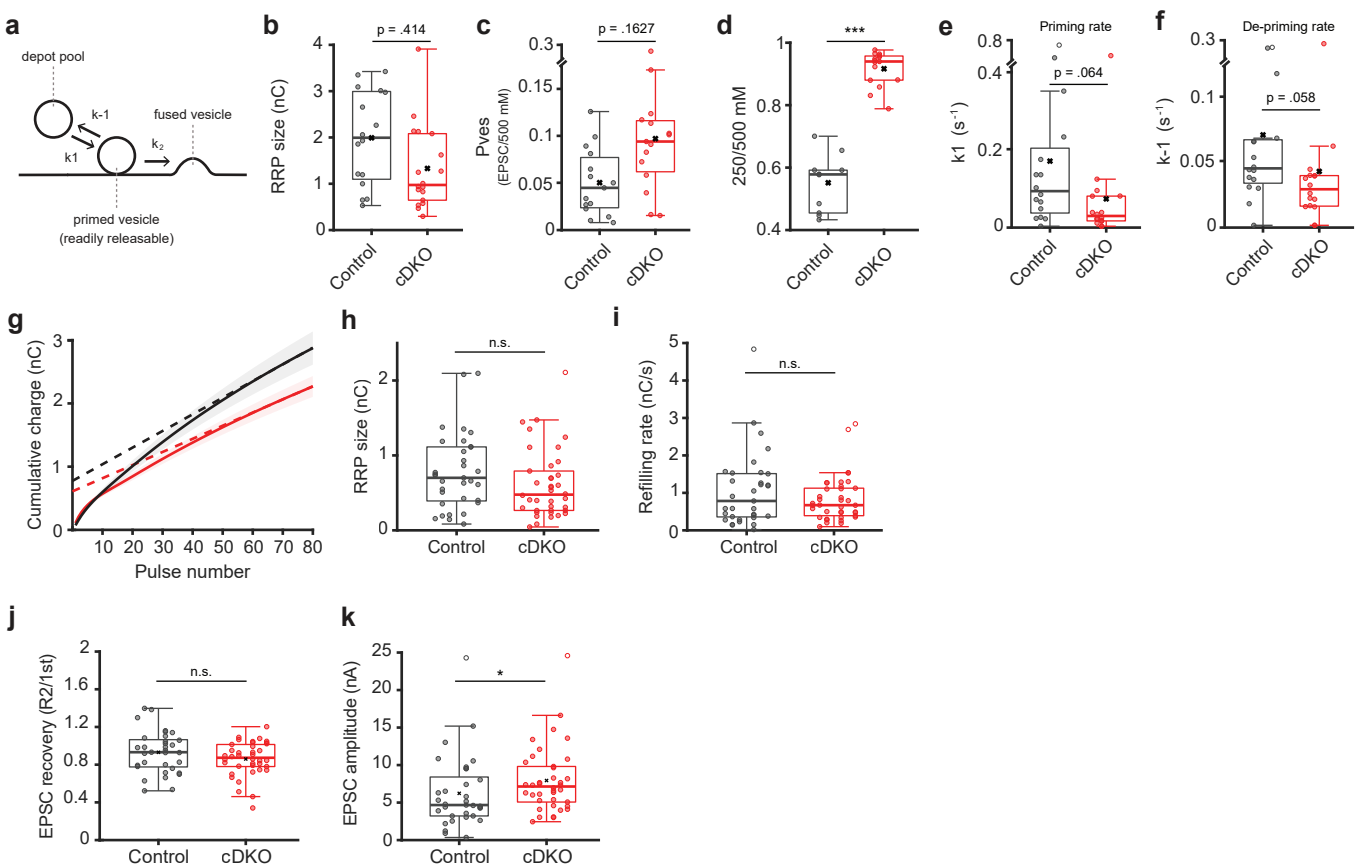 a
depot pool
k-1
k1
k2
fused vesicle
primed vesicle
(readily releasable)
b
p = .414
RRP size (nC)
4
3
2
1
0
Control
cDKO
c
p = .1627
Pves
(EPSC/500 mM)
0.3
0.15
0.1
0.05
0
Control
cDKO
d
***
250/500 mM
1
0.8
0.6
0.4
Control
cDKO
e
Priming rate
p = .064
k1 (s-1)
0.8
0.4
0.2
0
Control
cDKO
f
De-priming rate
p = .058
k-1 (s-1)
0.3
0.1
0.05
0
Control
cDKO
g
Cumulative charge (nC)
3
2
1
0
10 20 30 40 50 60 70 80
Pulse number
h
n.s.
RRP size (nC)
2
1
0
Control
cDKO
i
n.s.
Refilling rate (nC/s)
5
4
3
2
1
0
Control
cDKO
j
n.s.
EPSC recovery (R2/1st)
2
1.6
1.2
0.8
0.4
0
Control
cDKO
k
*
EPSC amplitude (nA)
25
20
15
10
5
0
Control
cDKO